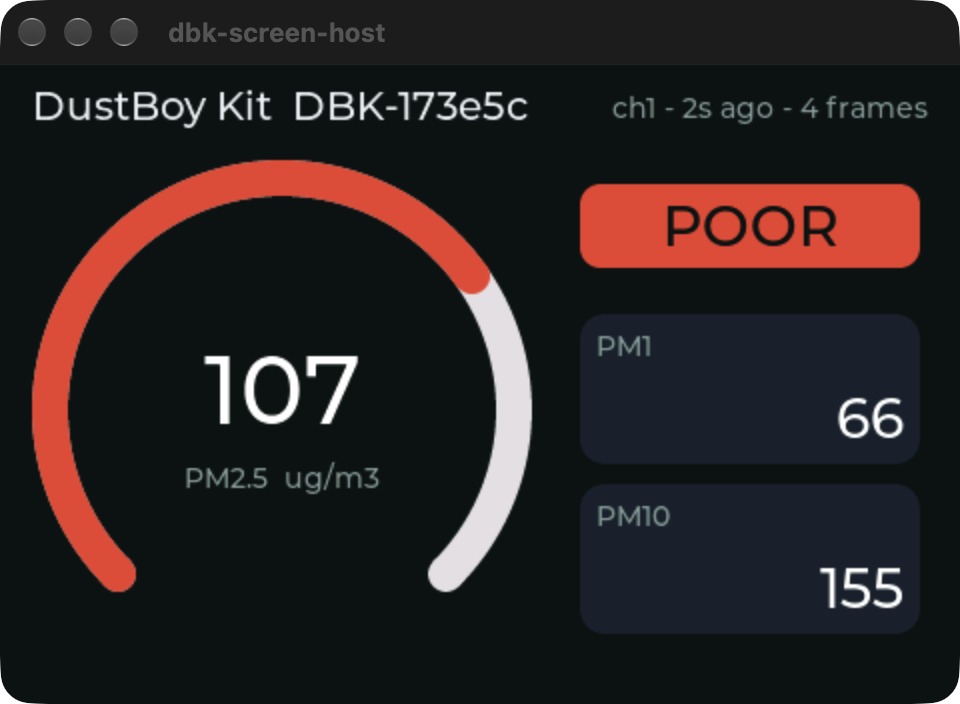 dbk-screen-host
DustBoy Kit DBK-173e5c
ch1 - 2s ago - 4 frames
107
PM2.5 ug/m3
POOR
PM1
66
PM10
155